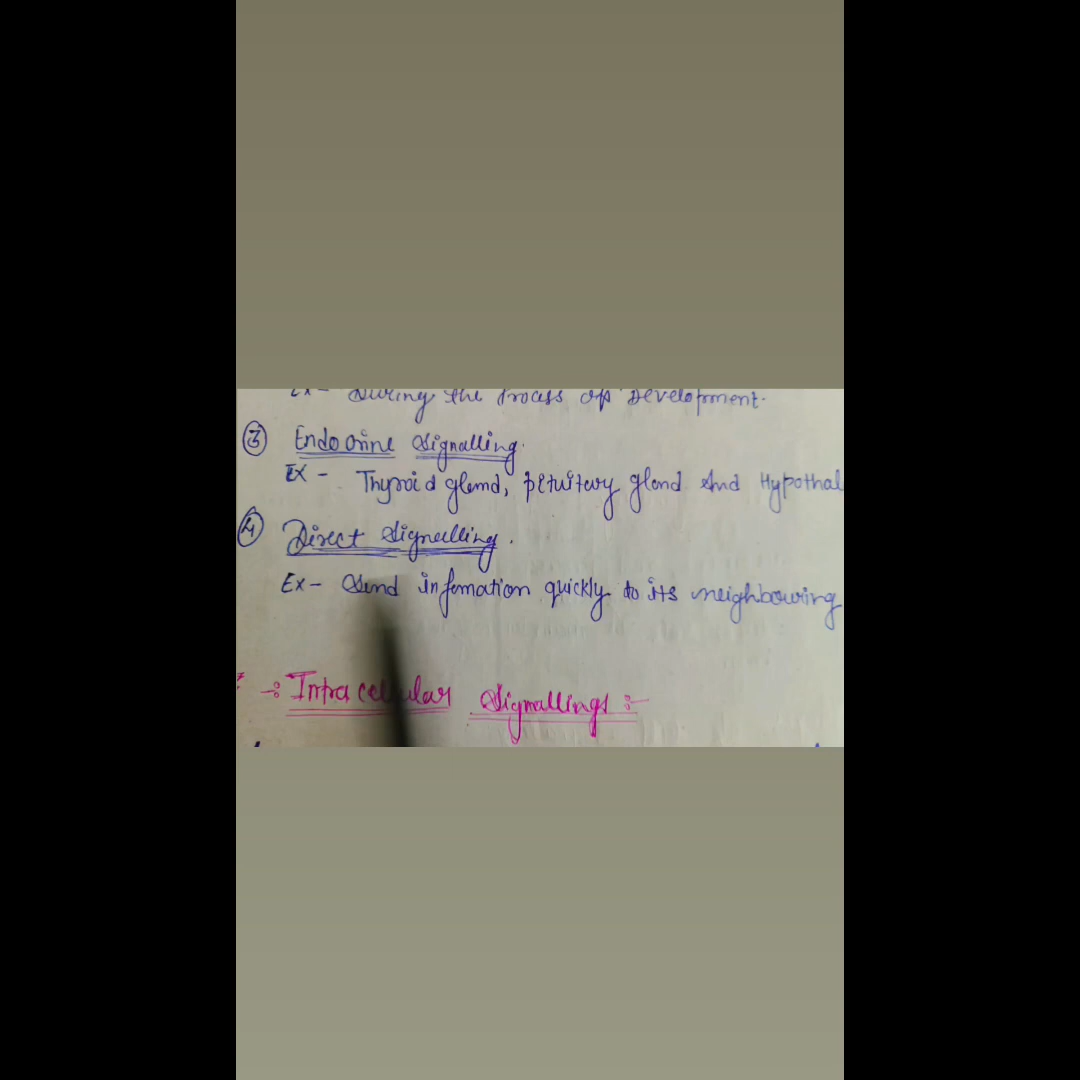 Ex - During the Process of Development.
③ Endocrine Signalling.
Ex - Thyroid gland, pituitary gland And Hypothal
④ Direct Signalling.
Ex - Send infomation quickly to its neighbouring
-: Intracellular Signallings :-